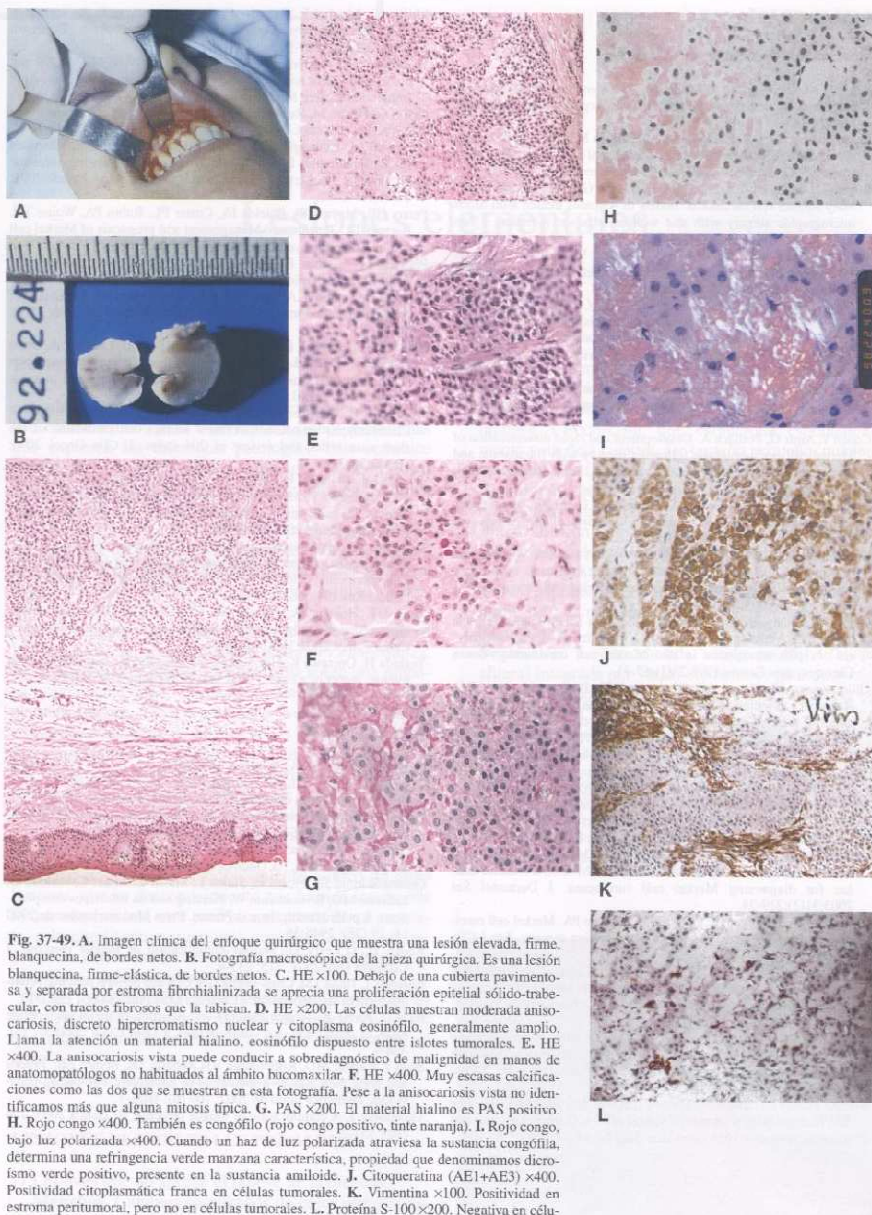 A
D
H
92.224
B
E
I
F
J
Vim
C
G
K
L
Fig. 37-49. A. Imagen clínica del enfoque quirúrgico que muestra una lesión elevada, firme,
blanquecina, de bordes netos. B. Fotografía macroscópica de la pieza quirúrgica. Es una lesión
blanquecina, firme-elástica, de bordes netos. C. HE ×100. Debajo de una cubierta pavimento-
sa y separada por estroma fibrohialinizada se aprecia una proliferación epitelial sólido-trabe-
cular, con tractos fibrosos que la tabican. D. HE ×200. Las células muestran moderada aniso-
cariosis, discreto hipercromatismo nuclear y citoplasma eosinófilo, generalmente amplio.
Llama la atención un material hialino, eosinófilo dispuesto entre islotes tumorales. E. HE
×400. La anisocariosis vista puede conducir a sobrediagnóstico de malignidad en manos de
anatomopatólogos no habituados al ámbito bucomaxilar. F. HE ×400. Muy escasas calcifica-
ciones como las dos que se muestran en esta fotografía. Pese a la anisocariosis vista no iden-
tificamos más que alguna mitosis típica. G. PAS ×200. El material hialino es PAS positivo.
H. Rojo congo ×400. También es congófilo (rojo congo positivo, tinte naranja). I. Rojo congo,
bajo luz polarizada ×400. Cuando un haz de luz polarizada atraviesa la sustancia congófila,
determina una refringencia verde manzana característica, propiedad que denominamos dicro-
ísmo verde positivo, presente en la sustancia amiloide. J. Citoqueratina (AE1+AE3) ×400.
Positividad citoplasmática franca en células tumorales. K. Vimentina ×100. Positividad en
estroma peritumoral, pero no en células tumorales. L. Proteína S-100 ×200. Negativa en célu-